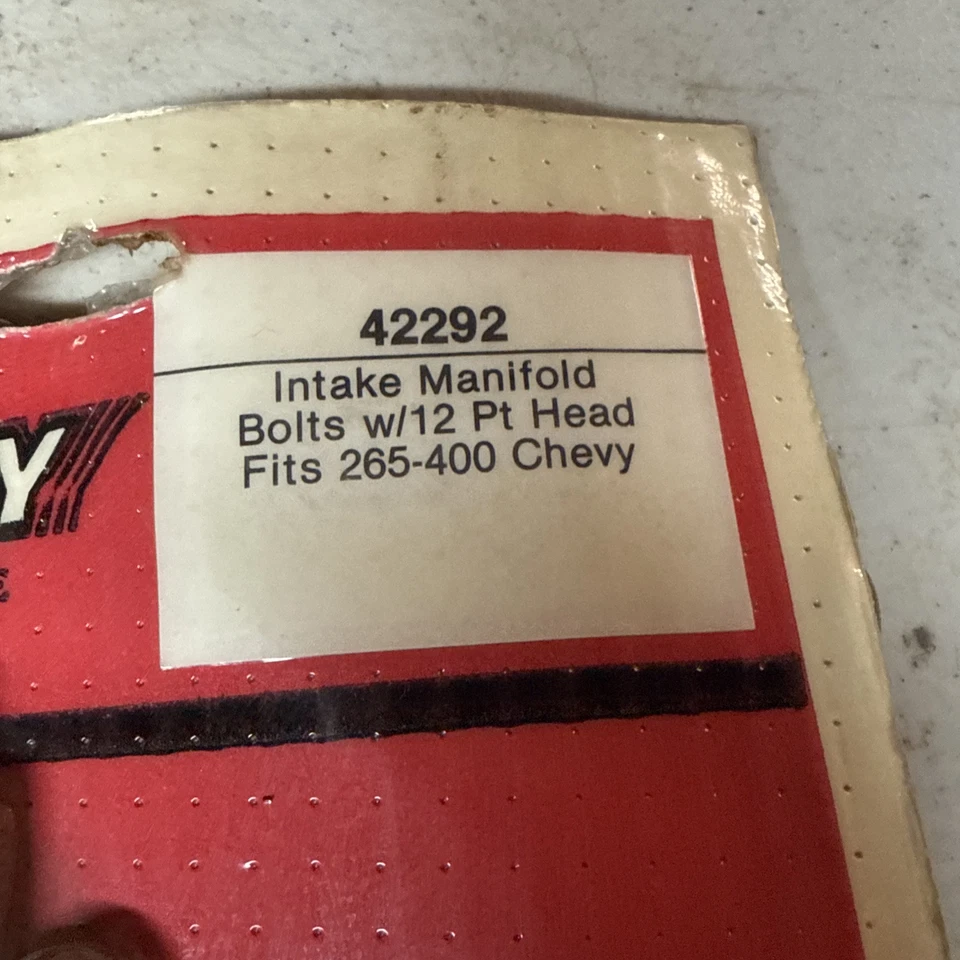 42292
Intake Manifold
Bolts w/12 Pt Head
Fits 265-400 Chevy
Y